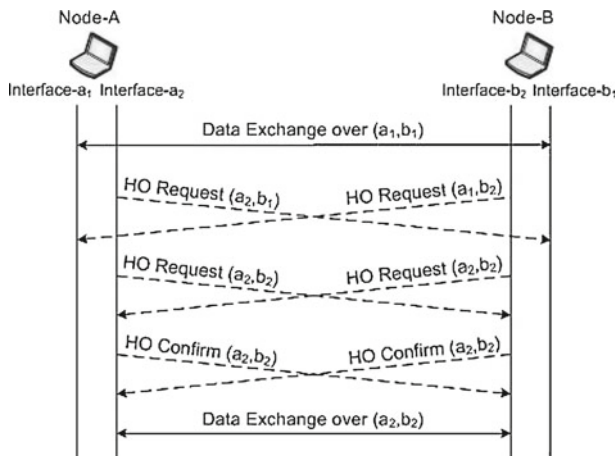 Node-A
Node-B
Interface-a₁ Interface-a₂
Interface-b₂ Interface-b₁
Data Exchange over (a₁,b₁)
HO Request (a₂,b₁)
HO Request (a₁,b₂)
HO Request (a₂,b₂)
HO Request (a₂,b₂)
HO Confirm (a₂,b₂)
HO Confirm (a₂,b₂)
Data Exchange over (a₂,b₂)